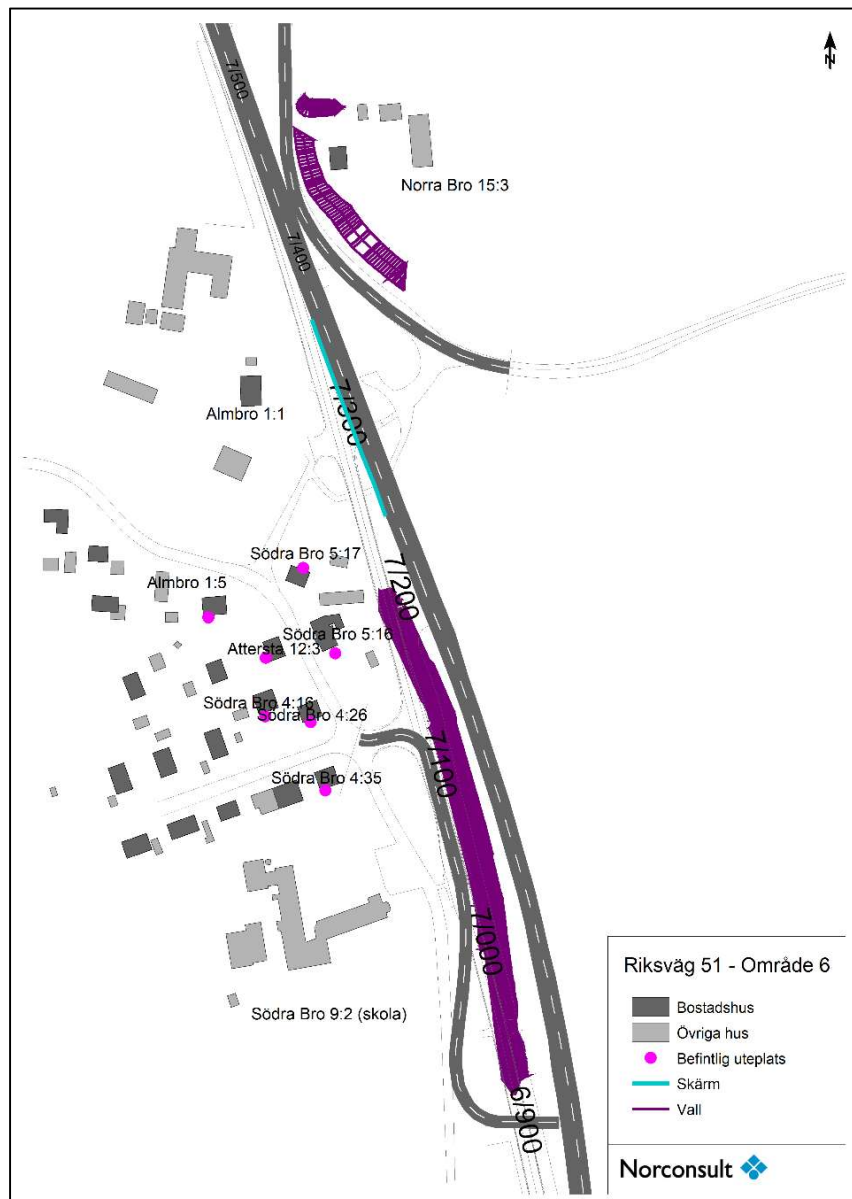 N
7/500
Norra Bro 15:3
7/400
Almbro 1:1
7/300
Södra Bro 5:17
Almbro 1:5
7/200
Södra Bro 5:16
Attersta 12:3
Södra Bro 4:16
Södra Bro 4:26
7/100
Södra Bro 4:35
7/000
Södra Bro 9:2 (skola)
6/900
Riksväg 51 - Område 6
Bostadshus
Övriga hus
Befintlig uteplats
Skärm
Vall
Norconsult